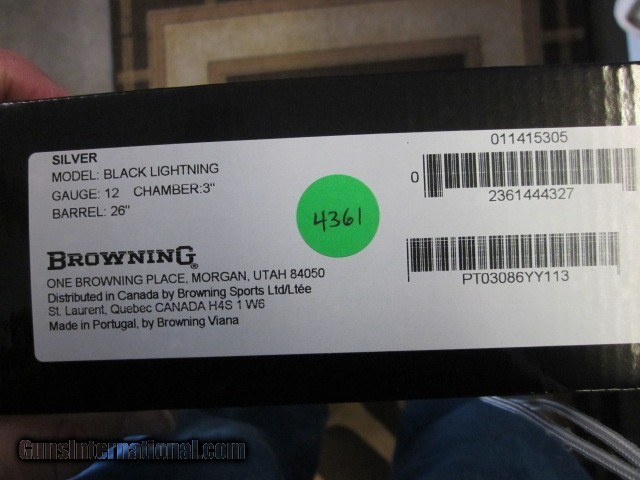 SILVER
MODEL: BLACK LIGHTNING
GAUGE: 12 CHAMBER:3"
BARREL: 26"
BROWNING®
ONE BROWNING PLACE, MORGAN, UTAH 84050
Distributed in Canada by Browning Sports Ltd/Ltée
St. Laurent, Quebec CANADA H4S 1 W6
Made in Portugal, by Browning Viana
4361
011415305
0
2361444327
PT03086YY113
GunsInternational.com